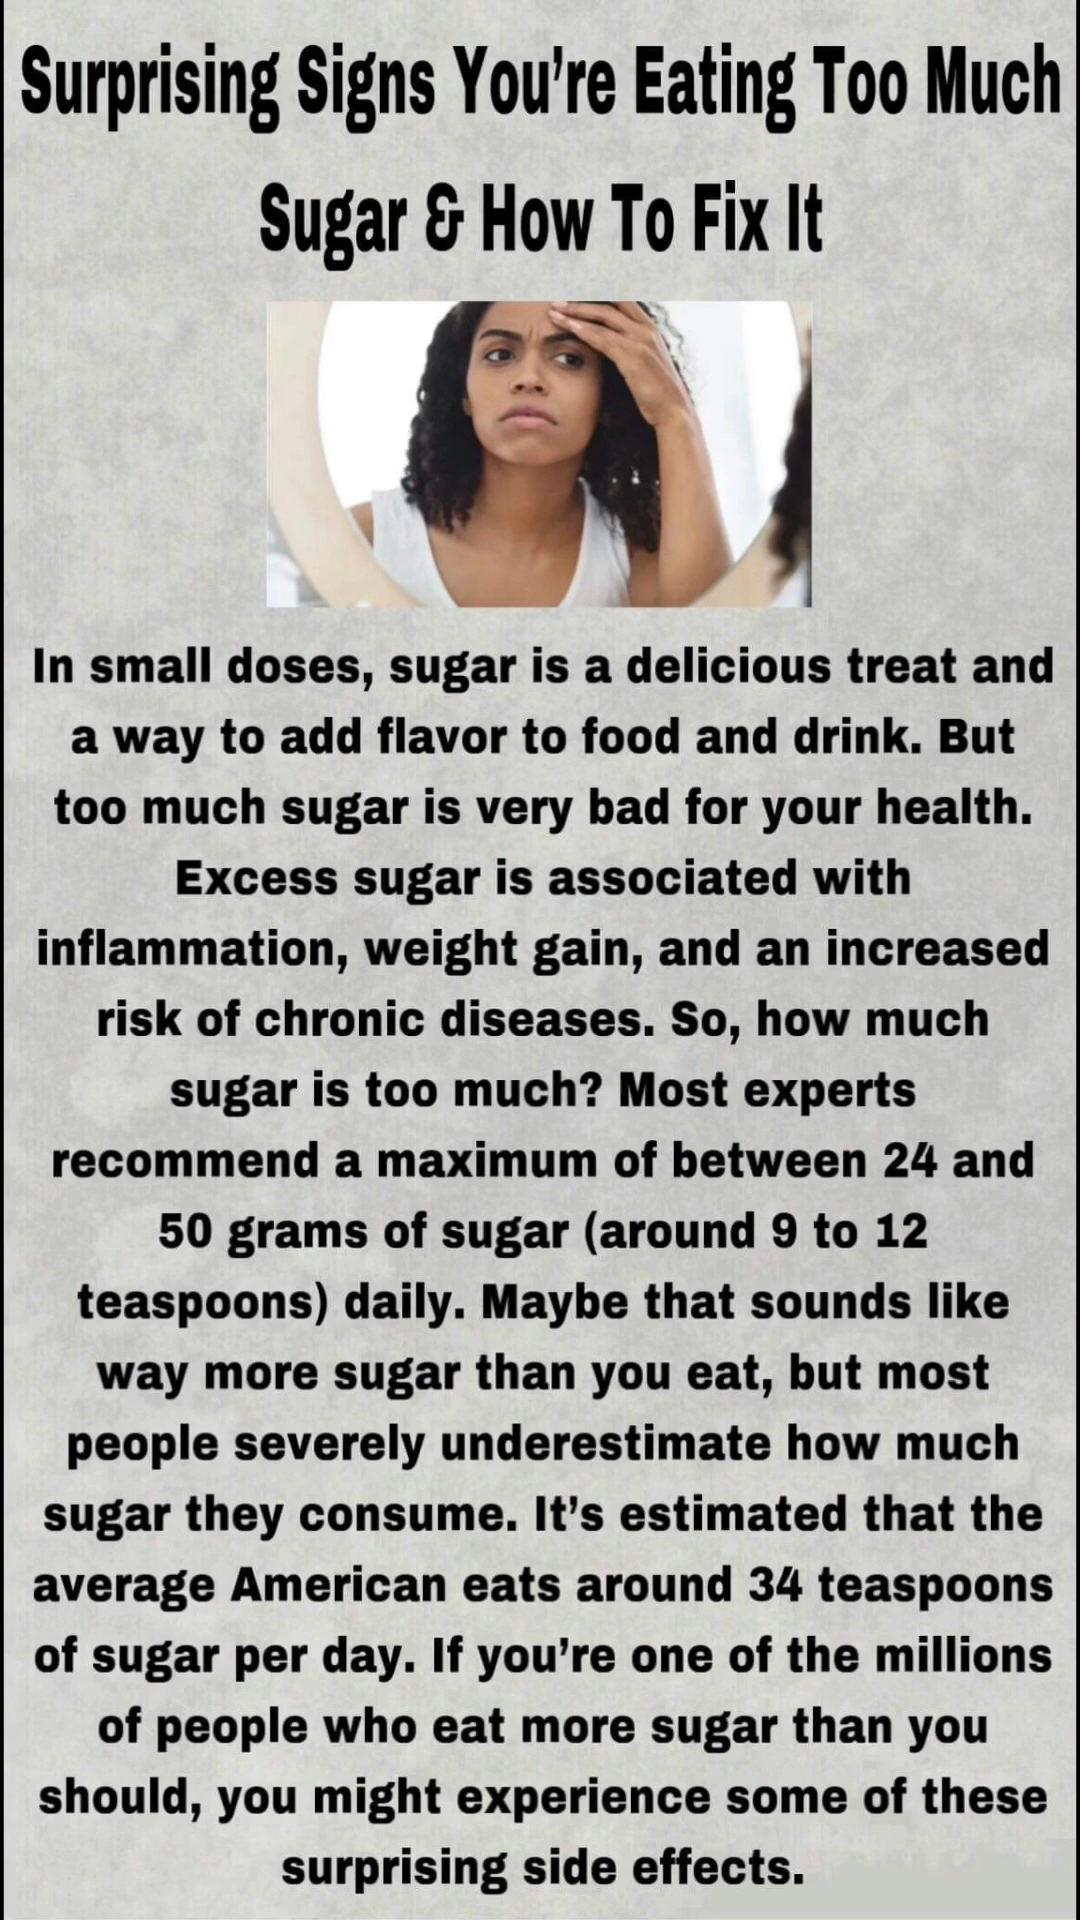 Surprising Signs You're Eating Too Much
Sugar & How To Fix It
In small doses, sugar is a delicious treat and
a way to add flavor to food and drink. But
too much sugar is very bad for your health.
Excess sugar is associated with
inflammation, weight gain, and an increased
risk of chronic diseases. So, how much
sugar is too much? Most experts
recommend a maximum of between 24 and
50 grams of sugar (around 9 to 12
teaspoons) daily. Maybe that sounds like
way more sugar than you eat, but most
people severely underestimate how much
sugar they consume. It’s estimated that the
average American eats around 34 teaspoons
of sugar per day. If you’re one of the millions
of people who eat more sugar than you
should, you might experience some of these
surprising side effects.